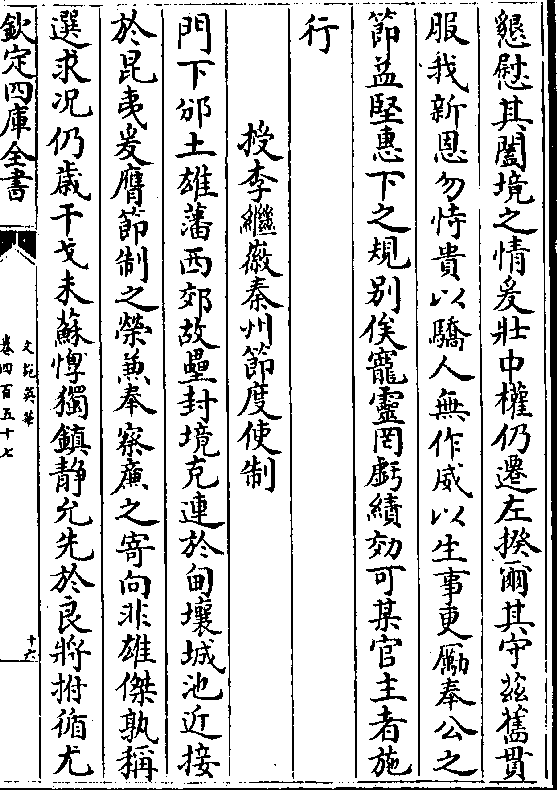 懇慰其闔境之情爰壯中權仍遷左揆爾其守兹舊貫
服我新恩勿恃貴以驕人無作威以生事更勵奉公之
節益堅惠下之規别俟寵靈罔虧績効可某官主者施
行
授李繼徽秦州節度使制
門下邠土雄藩西郊故壘封境克連於甸壤城池近接
於昆夷爰膺節制之榮兼奉察廉之寄向非雄傑孰稱
選求况仍歲干戈未蘇惸獨鎮静允先於良將拊循尤
欽定四庫全書
文苑英華
卷四百五十七
十六